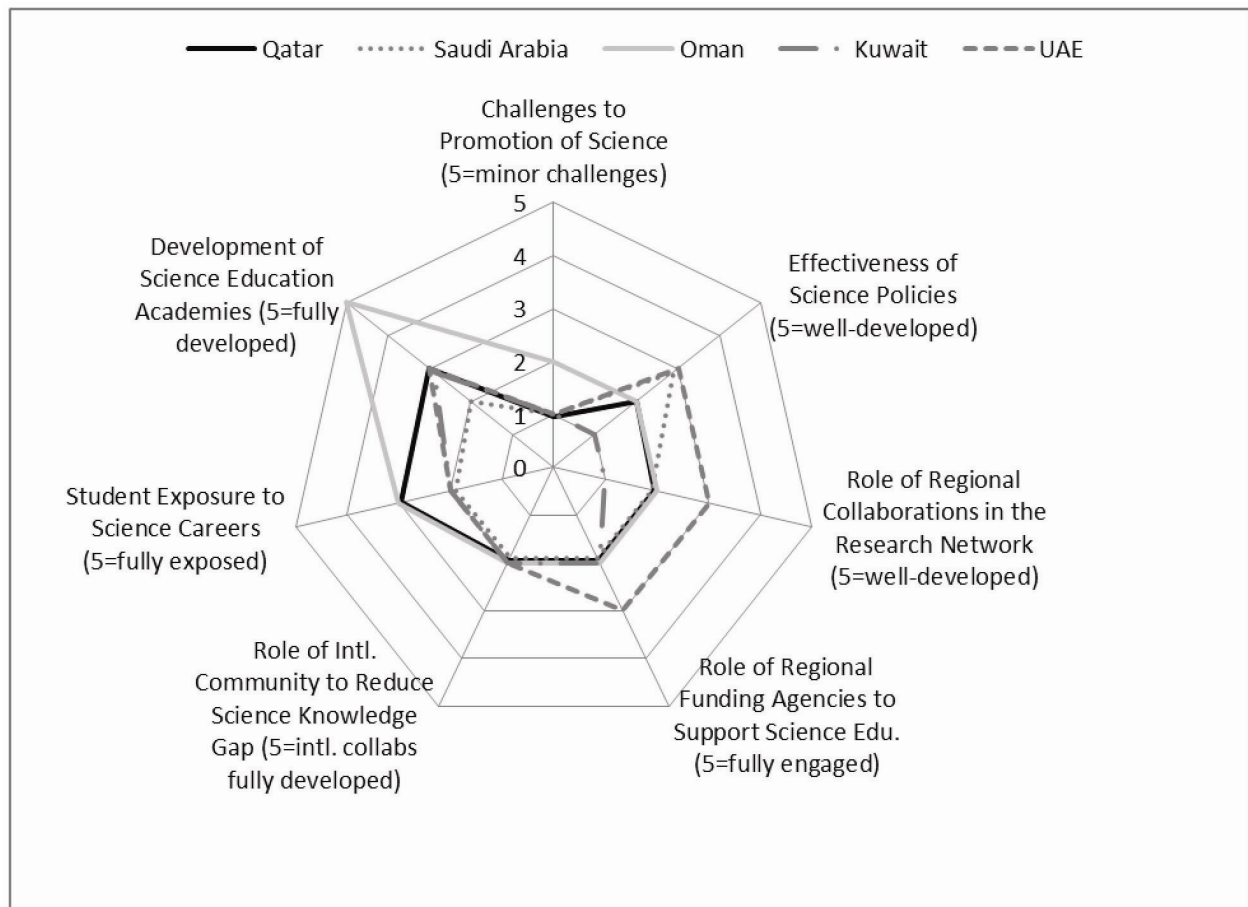 Qatar Saudi Arabia Oman Kuwait UAE
Challenges to
Promotion of Science
(5=minor challenges)
5
4
3
2
1
0
Effectiveness of
Science Policies
(5=well-developed)
Role of Regional
Collaborations in the
Research Network
(5=well-developed)
Role of Regional
Funding Agencies to
Support Science Edu.
(5=fully engaged)
Role of Intl.
Community to Reduce
Science Knowledge
Gap (5=intl. collabs
fully developed)
Student Exposure to
Science Careers
(5=fully exposed)
Development of
Science Education
Academies (5=fully
developed)